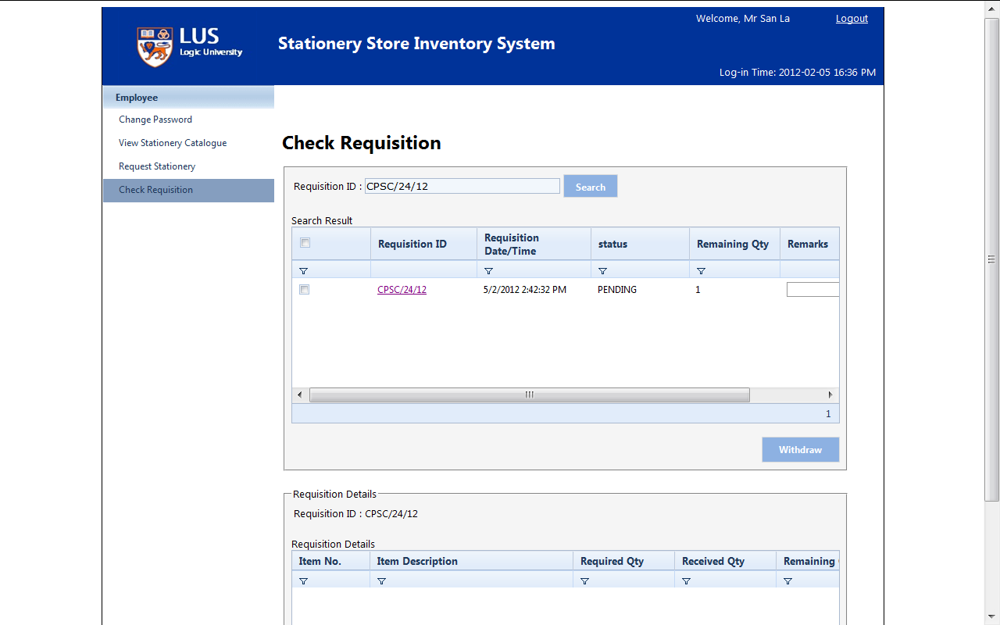 Welcome, Mr San La
Logout
LUS
Logic University
Stationery Store Inventory System
Log-in Time: 2012-02-05 16:36 PM
Employee
Change Password
View Stationery Catalogue
Request Stationery
Check Requisition
Check Requisition
Requisition ID : CPSC/24/12 Search
Search Result
Requisition ID Requisition Date/Time status Remaining Qty Remarks
CPSC/24/12 5/2/2012 2:42:32 PM PENDING 1
1
Withdraw
Requisition Details
Requisition ID : CPSC/24/12
Requisition Details
Item No. Item Description Required Qty Received Qty Remaining